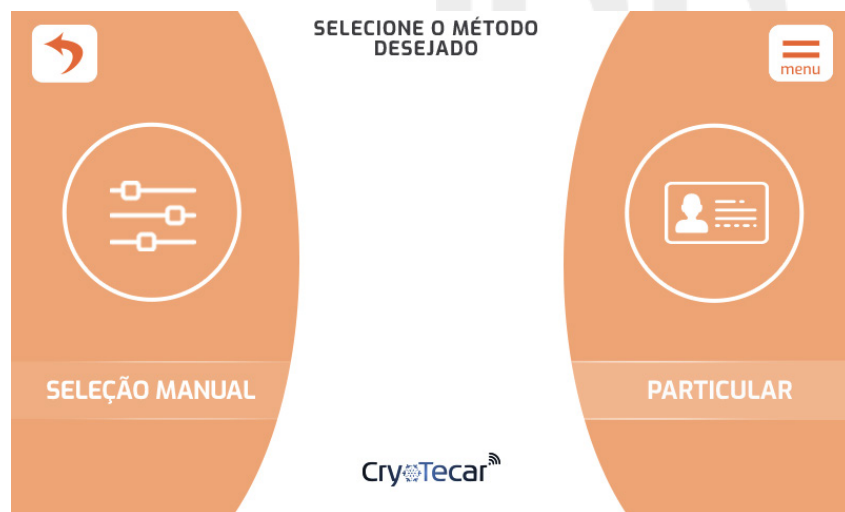 SELECIONE O MÉTODO
DESEJADO
menu
SELEÇÃO MANUAL
PARTICULAR
CryoTecar